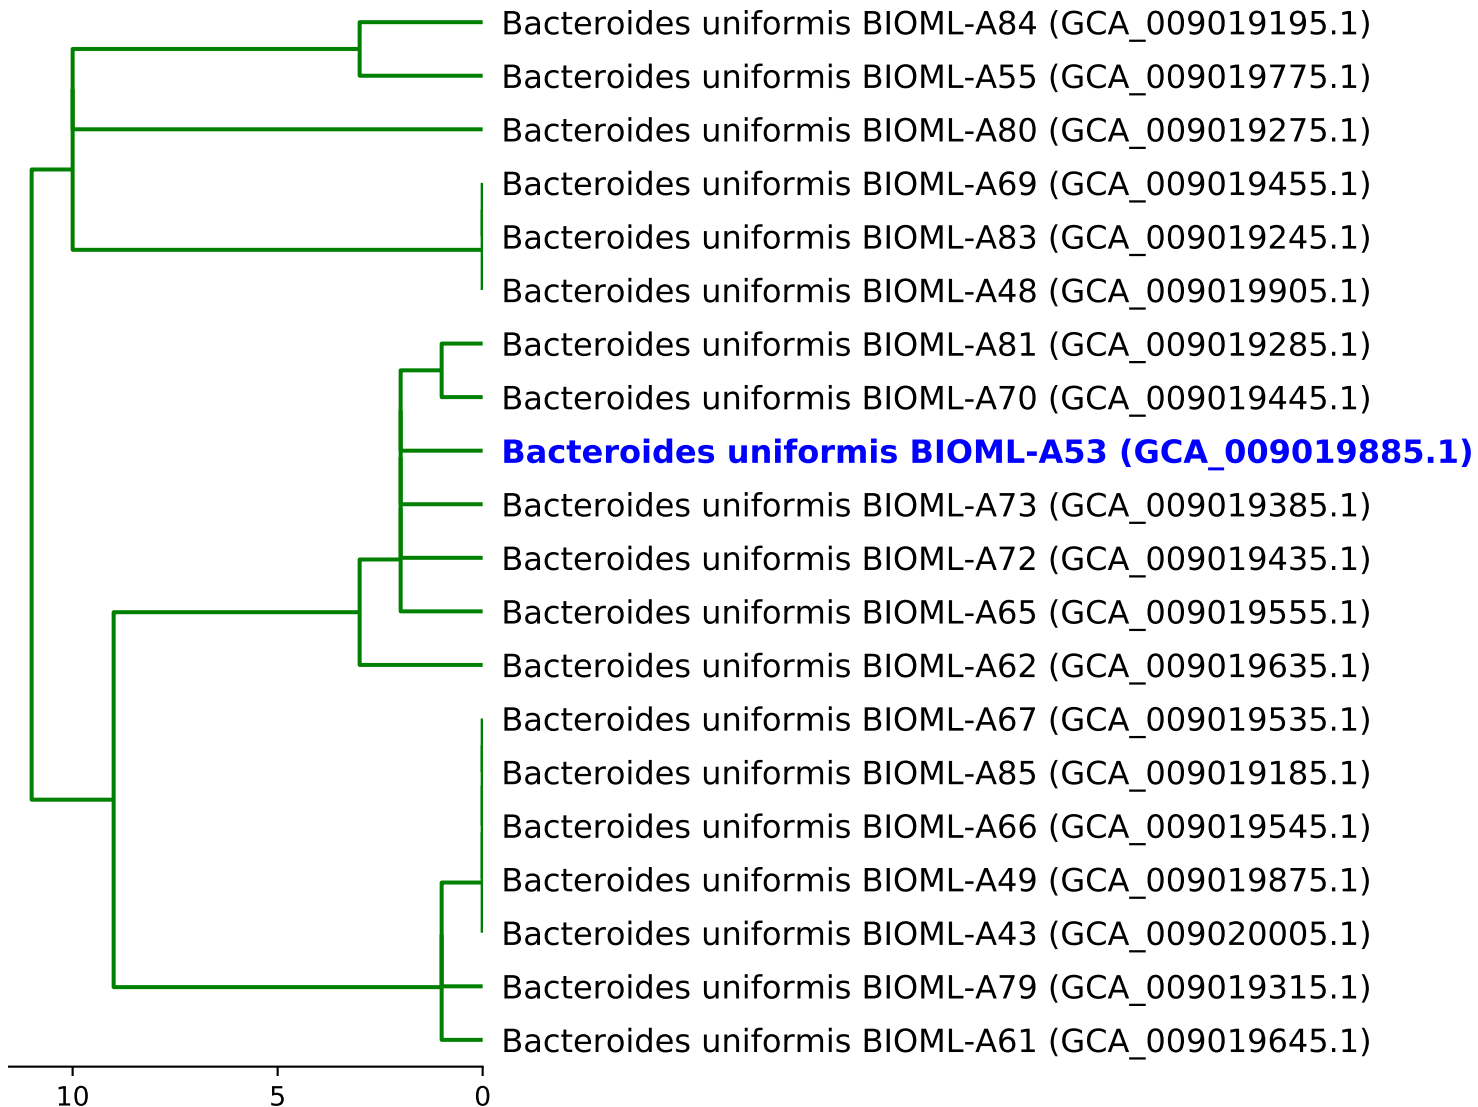 Bacteroides uniformis BIOML-A84 (GCA_009019195.1)
Bacteroides uniformis BIOML-A55 (GCA_009019775.1)
Bacteroides uniformis BIOML-A80 (GCA_009019275.1)
Bacteroides uniformis BIOML-A69 (GCA_009019455.1)
Bacteroides uniformis BIOML-A83 (GCA_009019245.1)
Bacteroides uniformis BIOML-A48 (GCA_009019905.1)
Bacteroides uniformis BIOML-A81 (GCA_009019285.1)
Bacteroides uniformis BIOML-A70 (GCA_009019445.1)
Bacteroides uniformis BIOML-A53 (GCA_009019885.1)
Bacteroides uniformis BIOML-A73 (GCA_009019385.1)
Bacteroides uniformis BIOML-A72 (GCA_009019435.1)
Bacteroides uniformis BIOML-A65 (GCA_009019555.1)
Bacteroides uniformis BIOML-A62 (GCA_009019635.1)
Bacteroides uniformis BIOML-A67 (GCA_009019535.1)
Bacteroides uniformis BIOML-A85 (GCA_009019185.1)
Bacteroides uniformis BIOML-A66 (GCA_009019545.1)
Bacteroides uniformis BIOML-A49 (GCA_009019875.1)
Bacteroides uniformis BIOML-A43 (GCA_009020005.1)
Bacteroides uniformis BIOML-A79 (GCA_009019315.1)
Bacteroides uniformis BIOML-A61 (GCA_009019645.1)
10 5 0